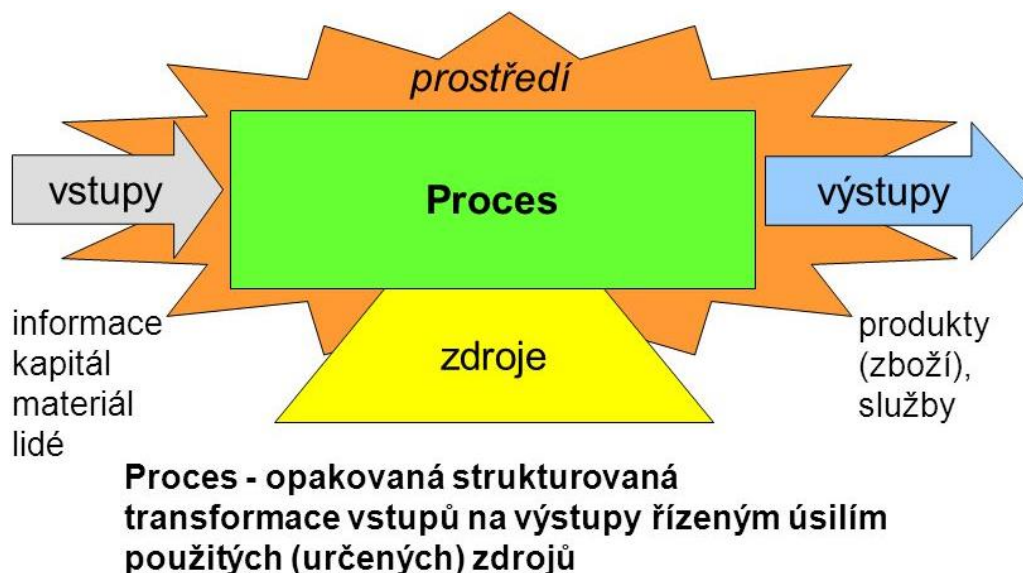 prostředí
vstupy
Proces
výstupy
informace
kapitál
materiál
lidé
zdroje
produkty
(zboží),
služby
Proces - opakovaná strukturovaná
transformace vstupů na výstupy řízeným úsilím
použitých (určených) zdrojů